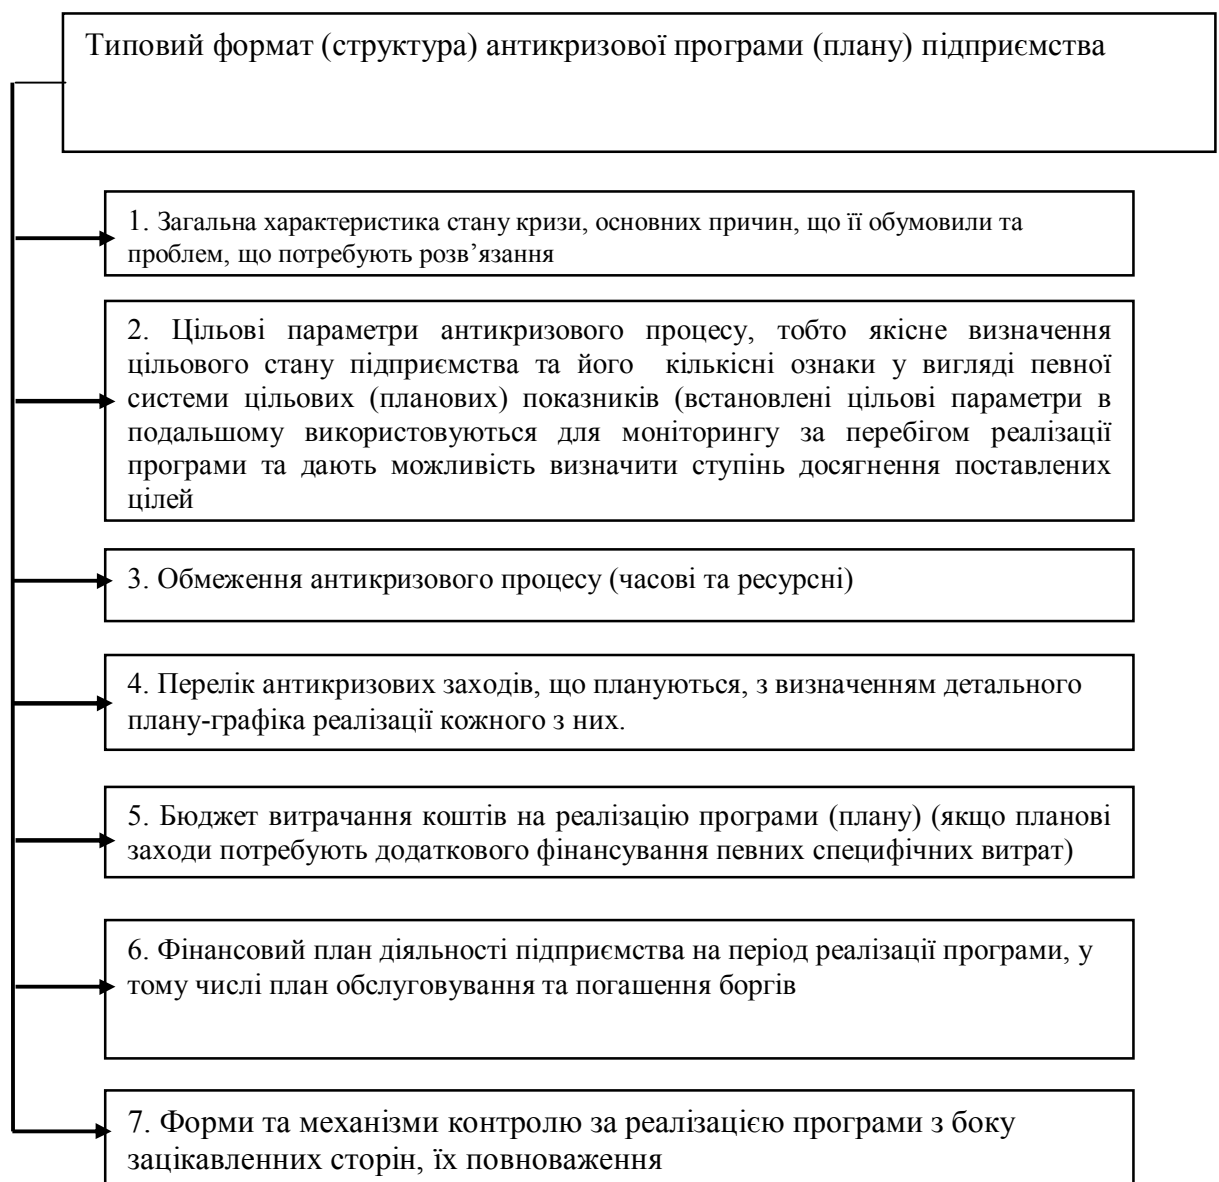 Типовий формат (структура) антикризової програми (плану) підприємства
1. Загальна характеристика стану кризи, основних причин, що її обумовили та
проблем, що потребують розв’язання
2. Цільові параметри антикризового процесу, тобто якісне визначення
цільового стану підприємства та його кількісні ознаки у вигляді певної
системи цільових (планових) показників (встановлені цільові параметри в
подальшому використовуються для моніторингу за перебігом реалізації
програми та дають можливість визначити ступінь досягнення поставлених
цілей
3. Обмеження антикризового процесу (часові та ресурсні)
4. Перелік антикризових заходів, що плануються, з визначенням детального
плану-графіка реалізації кожного з них.
5. Бюджет витрачання коштів на реалізацію програми (плану) (якщо планові
заходи потребують додаткового фінансування певних специфічних витрат)
6. Фінансовий план діяльності підприємства на період реалізації програми, у
тому числі план обслуговування та погашення боргів
7. Форми та механізми контролю за реалізацією програми з боку
зацікавленних сторін, їх повноваження